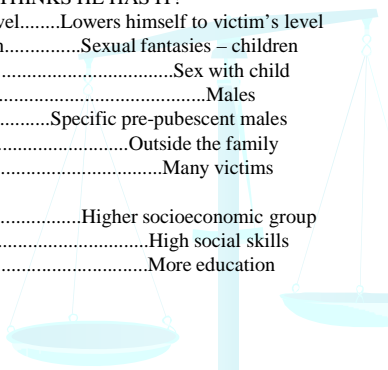 THINKS HE HAS IT?
vel........Lowers himself to victim’s level
n..............Sexual fantasies – children
................................Sex with child
......................................Males
..........Specific pre-pubescent males
........................Outside the family
..............................Many victims
................Higher socioeconomic group
............................High social skills
............................More education